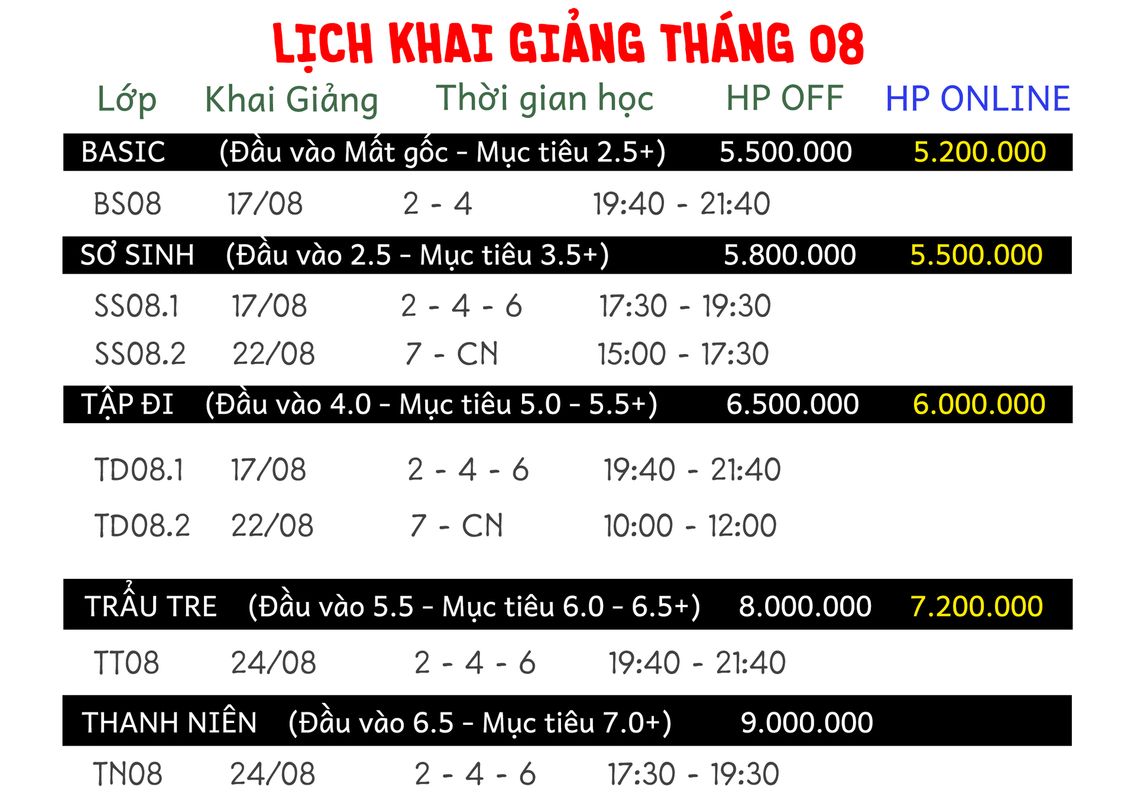 LỊCH KHAI GIẢNG THÁNG 08
Lớp Khai Giảng Thời gian học HP OFF HP ONLINE
BASIC (Đầu vào Mất gốc - Mục tiêu 2.5+) 5.500.000 5.200.000
BS08 17/08 2 - 4 19:40 - 21:40
SƠ SINH (Đầu vào 2.5 - Mục tiêu 3.5+) 5.800.000 5.500.000
SS08.1 17/08 2 - 4 - 6 17:30 - 19:30
SS08.2 22/08 7 - CN 15:00 - 17:30
TẬP ĐI (Đầu vào 4.0 - Mục tiêu 5.0 - 5.5+) 6.500.000 6.000.000
TD08.1 17/08 2 - 4 - 6 19:40 - 21:40
TD08.2 22/08 7 - CN 10:00 - 12:00
TRẨU TRE (Đầu vào 5.5 - Mục tiêu 6.0 - 6.5+) 8.000.000 7.200.000
TT08 24/08 2 - 4 - 6 19:40 - 21:40
THANH NIÊN (Đầu vào 6.5 - Mục tiêu 7.0+) 9.000.000
TN08 24/08 2 - 4 - 6 17:30 - 19:30